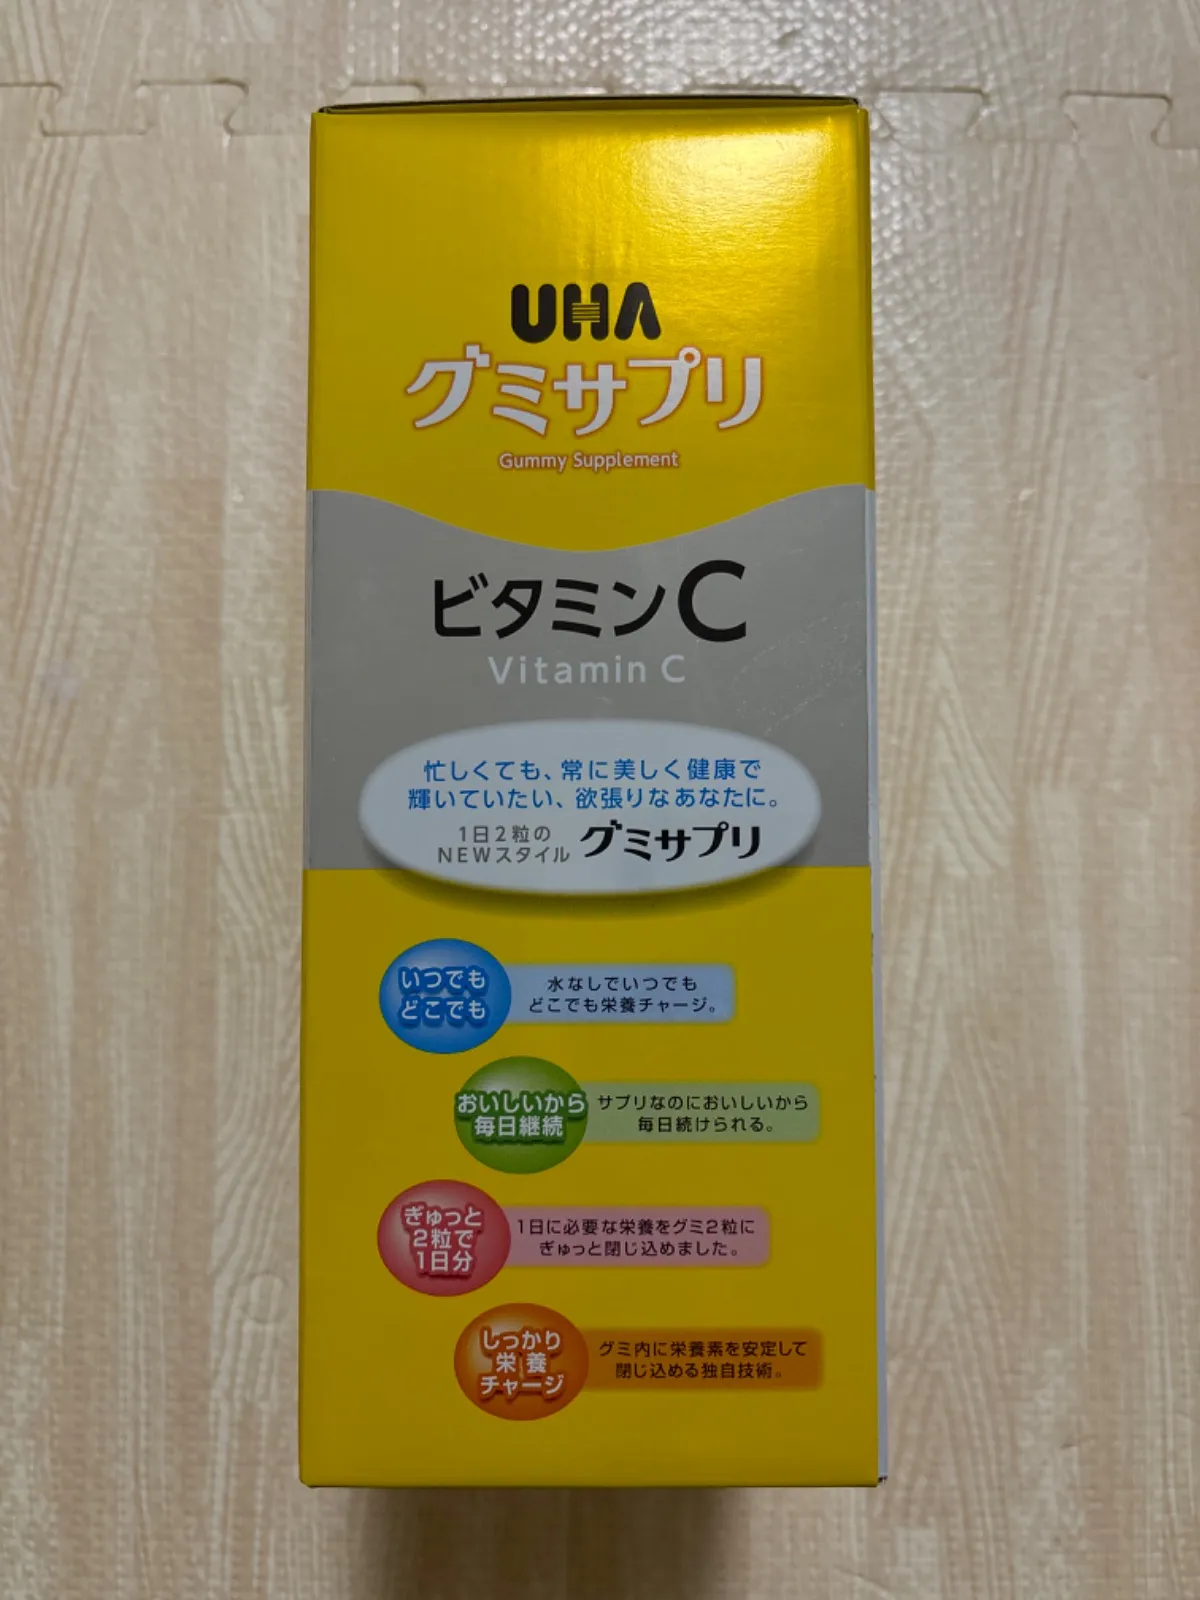 UHA
グミサプリ
Gummy Supplement
ビタミンC
Vitamin C
忙しくても、常に美しく健康で
輝いていたい、欲張りなあなたに。
1日2粒の
NEWスタイル グミサプリ
いつでも
どこでも
水なしでいつでも
どこでも栄養チャージ。
おいしいから
毎日継続
サプリなのにおいしいから
毎日続けられる。
ぎゅっと
2粒で
1日分
1日に必要な栄養をグミ2粒に
ぎゅっと閉じ込めました。
しっかり
栄養
チャージ
グミ内に栄養素を安定して
閉じ込める独自技術。